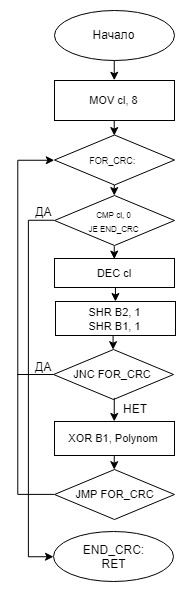 Начало
MOV cl, 8
FOR_CRC:
ДА
CMP cl, 0
JE END_CRC
DEC cl
SHR B2, 1
SHR B1, 1
ДА
JNC FOR_CRC
НЕТ
XOR B1, Polynom
JMP FOR_CRC
END_CRC:
RET